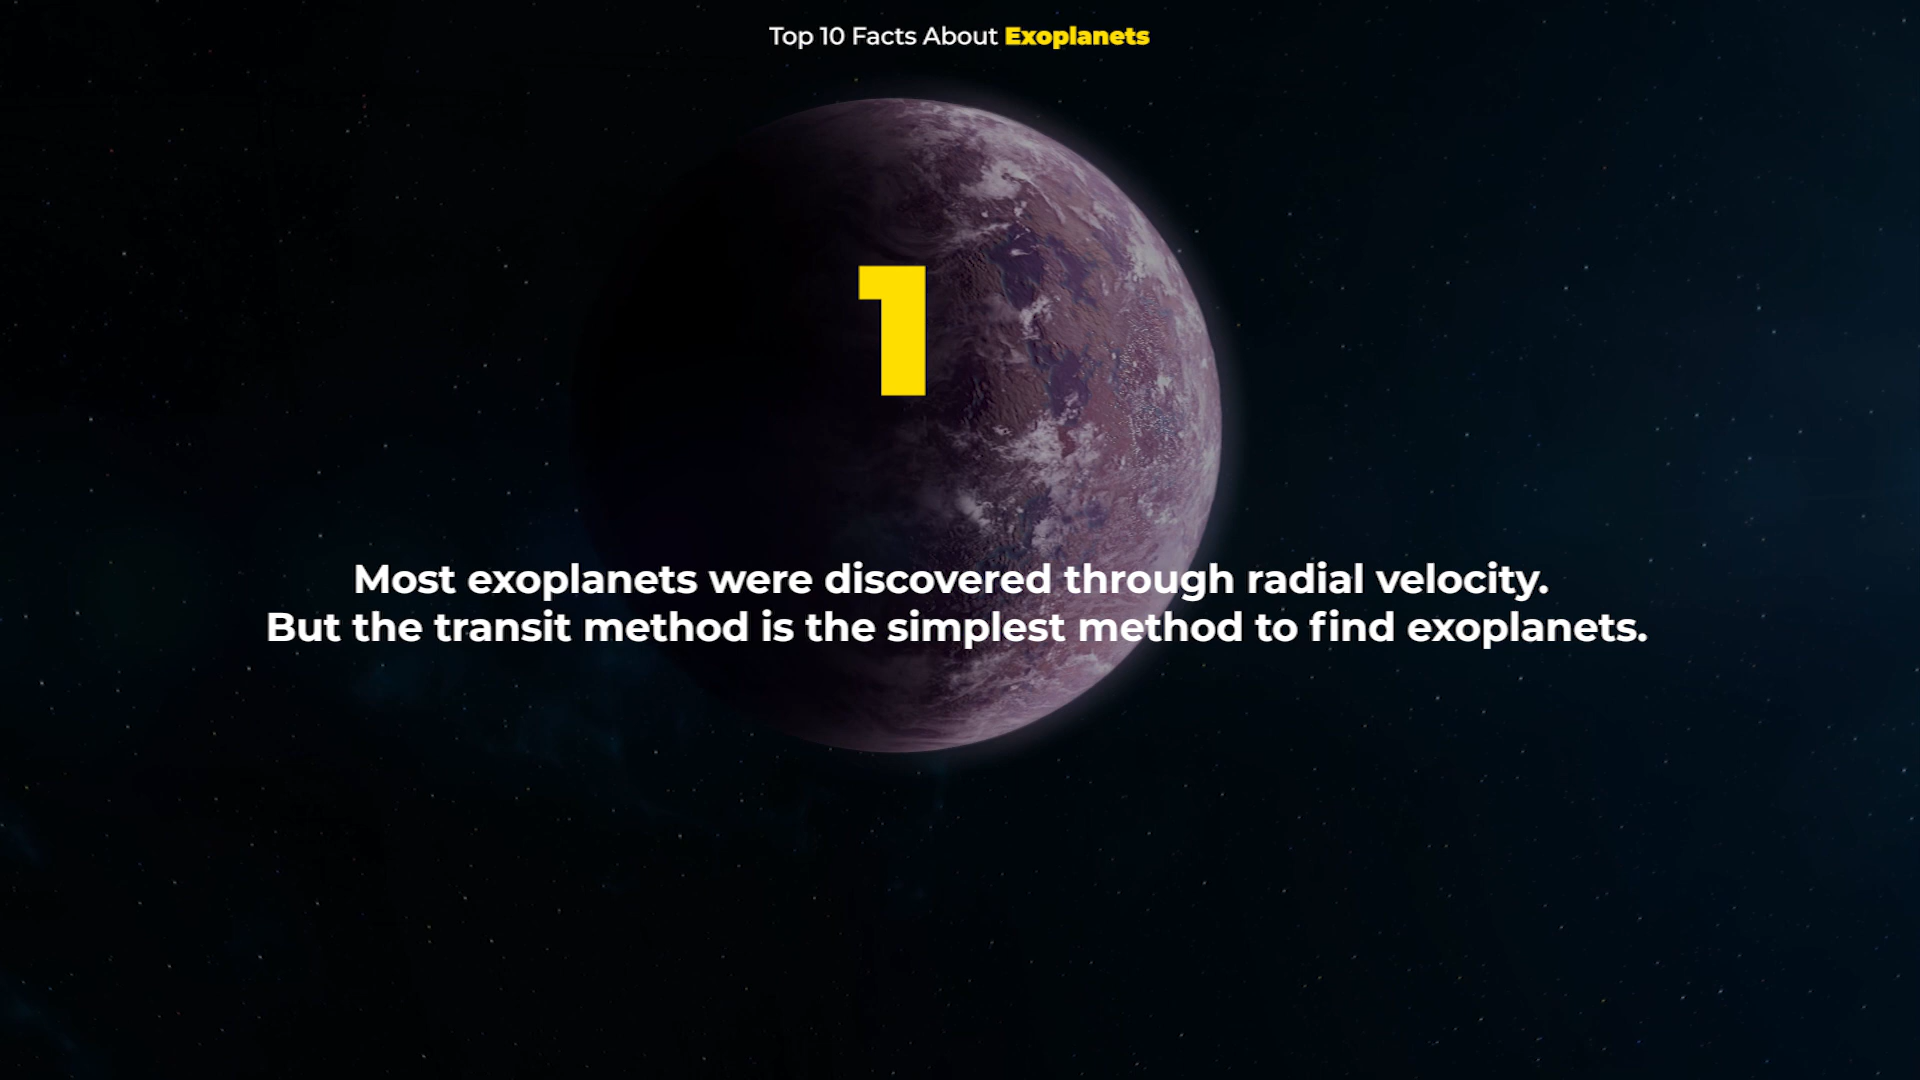 Top 10 Facts About Exoplanets
1
Most exoplanets were discovered through radial velocity.
But the transit method is the simplest method to find exoplanets.